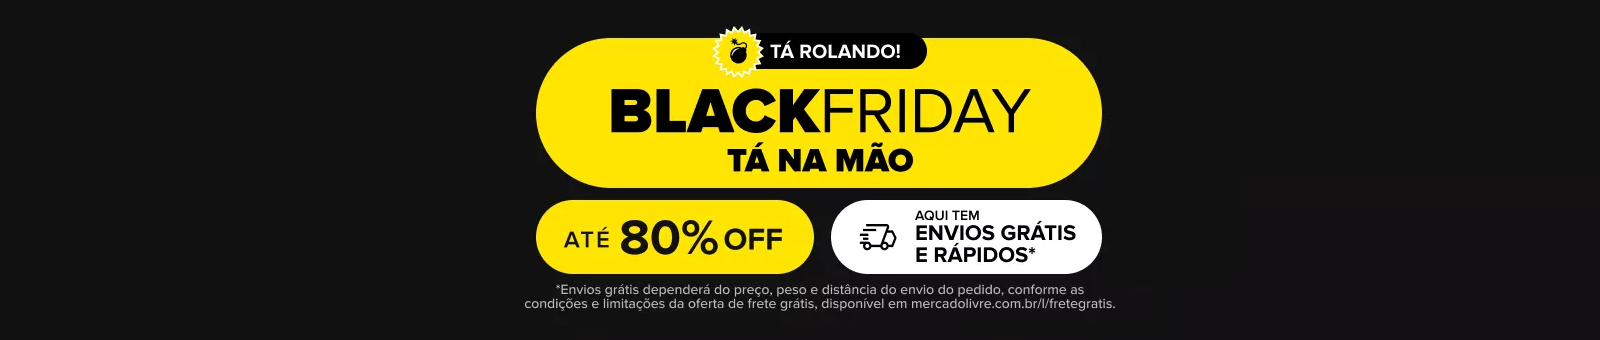 TÁ ROLANDO!
BLACKFRIDAY
TÁ NA MÃO
ATÉ 80% OFF
AQUI TEM
ENVIOS GRÁTIS
E RÁPIDOS*
*Envios grátis dependerá do preço, peso e distância do envio do pedido, conforme as
condições e limitações da oferta de frete grátis, disponível em mercadolivre.com.br/l/fretegratis.